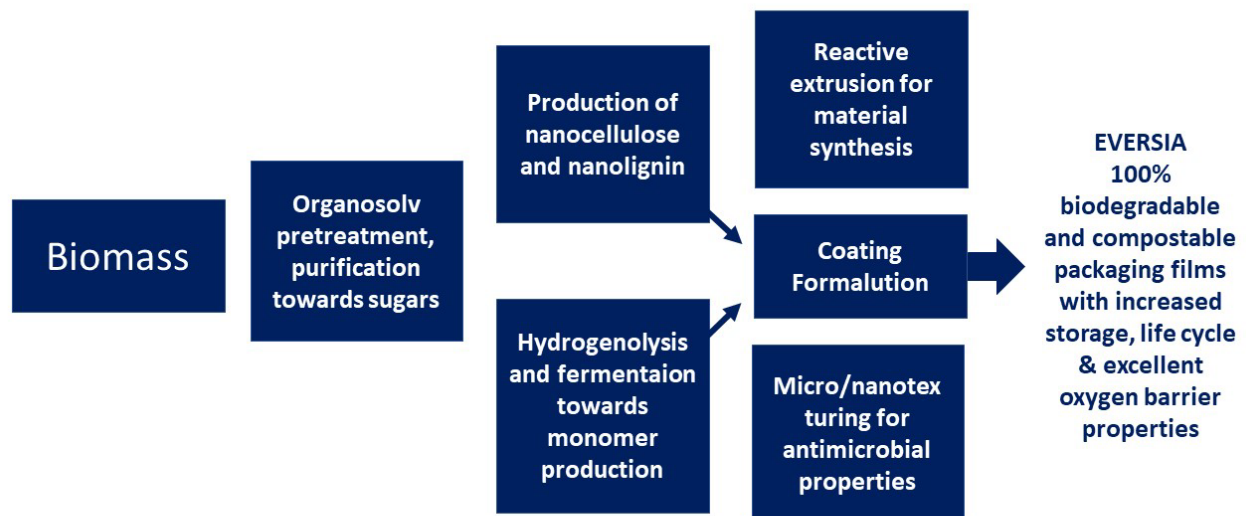 Biomass
Organosolv
pretreatment,
purification
towards sugars
Production of
nanocellulose
and nanolignin
Hydrogenolysis
and fermentaion
towards
monomer
production
Reactive
extrusion for
material
synthesis
Coating
Formalution
Micro/nanotex
turing for
antimicrobial
properties
EVERSIA
100%
biodegradable
and compostable
packaging films
with increased
storage, life cycle
& excellent
oxygen barrier
properties